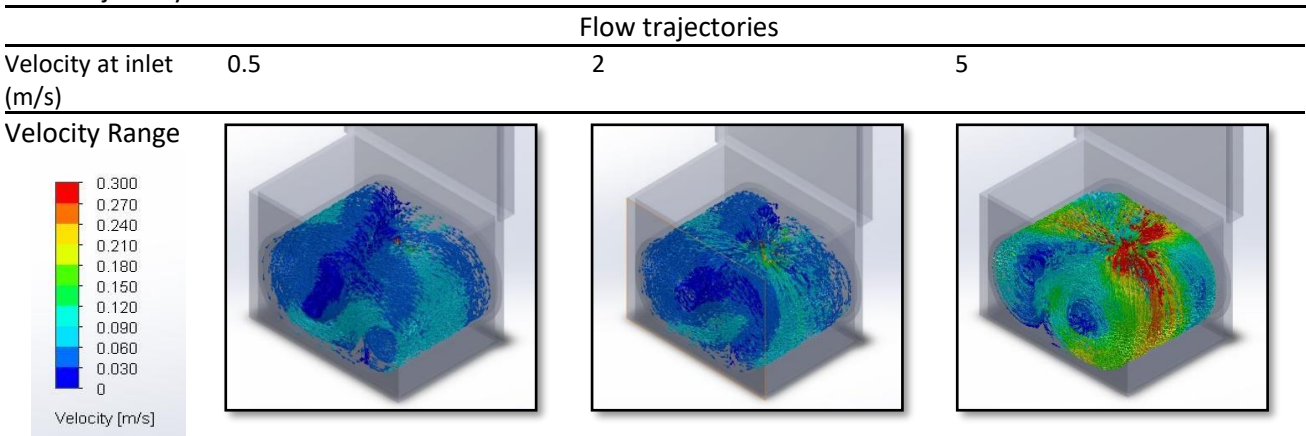 Flow trajectories
Velocity at inlet 0.5 2 5
(m/s)
Velocity Range
0.300
0.270
0.240
0.210
0.180
0.150
0.120
0.090
0.060
0.030
0
Velocity [m/s]